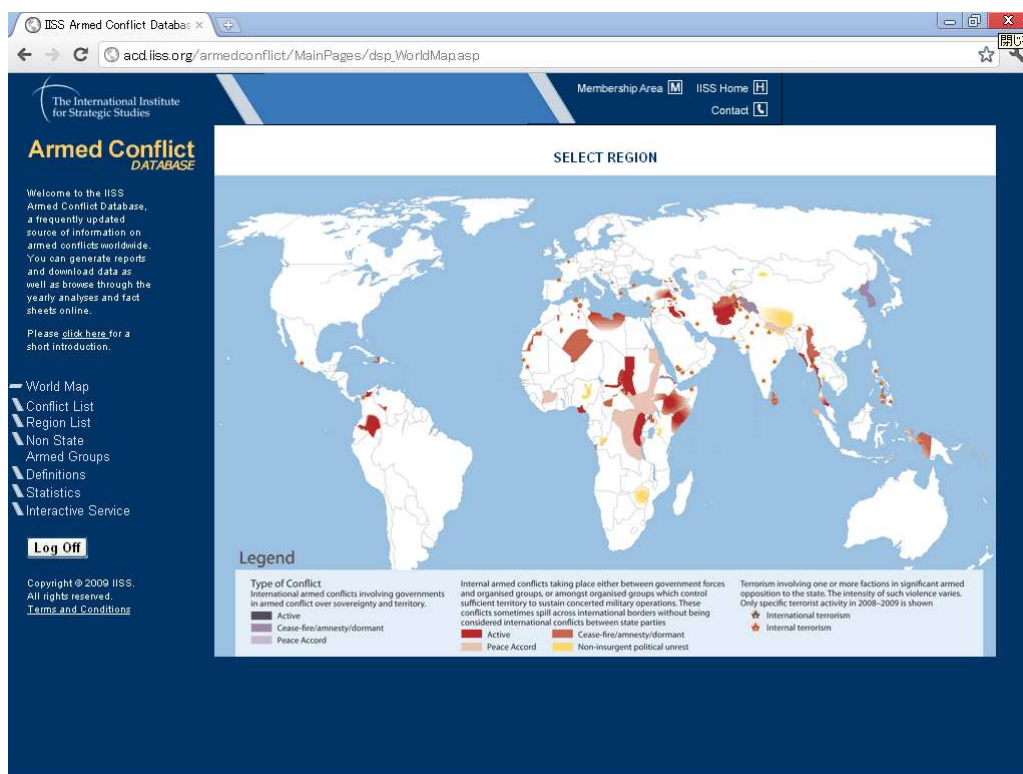 IISS Armed Conflict Databas
閉じ
acd.iiss.org/armedconflict/MainPages/dsp_WorldMap.asp
The International Institute
for Strategic Studies
Membership Area M
IISS Home H
Contact
Armed Conflict
DATABASE
Welcome to the IISS
Armed Conflict Database,
a frequently updated
source of information on
armed conflicts worldwide.
You can generate reports
and download data as
well as browse through the
yearly analyses and fact
sheets online.
Please click here for a
short introduction.
World Map
Conflict List
Region List
Non State
Armed Groups
Definitions
Statistics
Interactive Service
Log Off
Copyright © 2009 IISS.
All rights reserved.
Terms and Conditions
SELECT REGION
Legend
Type of Conflict
International armed conflicts involving governments
in armed conflict over sovereignty and territory.
Active
Cease-fire/amnesty/dormant
Peace Accord
Internal armed conflicts taking place either between government forces
and organised groups, or amongst organised groups which control
sufficient territory to sustain concerted military operations. These
conflicts sometimes spill across international borders without being
considered international conflicts between state parties
Active
Cease-fire/amnesty/dormant
Peace Accord
Non-insurgent political unrest
Terrorism involving one or more factions in significant armed
opposition to the state. The intensity of such violence varies.
Only specific terrorist activity in 2008–2009 is shown
International terrorism
Internal terrorism